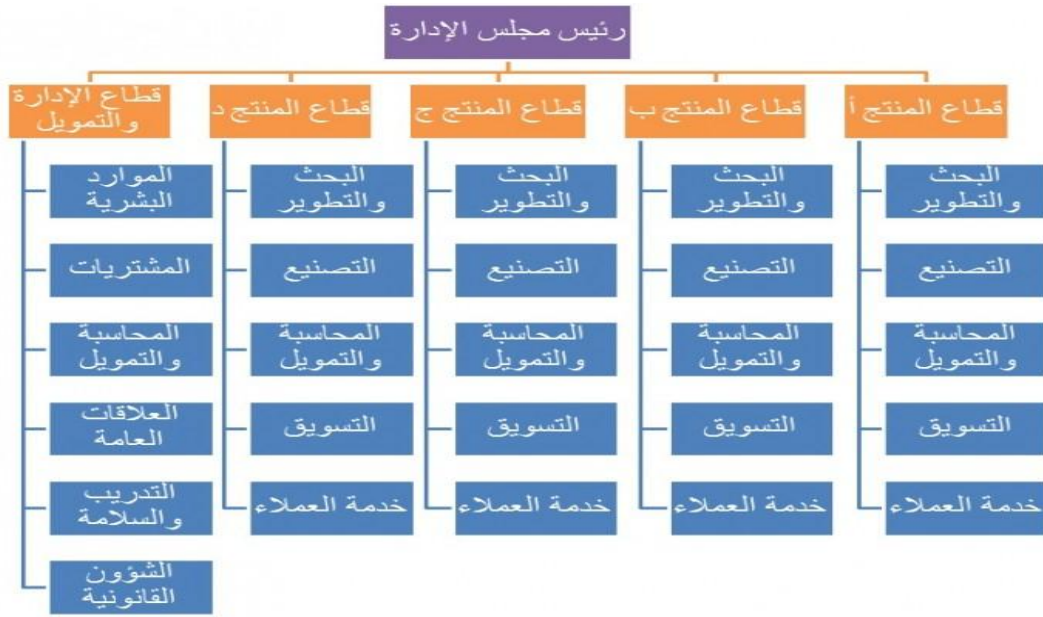 رئيس مجلس الإدارة
قطاع المنتج أ
قطاع المنتج ب
قطاع المنتج ج
قطاع المنتج د
قطاع الإدارة
والتمويل
البحث
والتطوير
التصنيع
المحاسبة
والتمويل
التسويق
خدمة العملاء
البحث
والتطوير
التصنيع
المحاسبة
والتمويل
التسويق
خدمة العملاء
البحث
والتطوير
التصنيع
المحاسبة
والتمويل
التسويق
خدمة العملاء
البحث
والتطوير
التصنيع
المحاسبة
والتمويل
التسويق
خدمة العملاء
الموارد
البشرية
المشتريات
المحاسبة
والتمويل
العلاقات
العامة
التدريب
والسلامة
الشؤون
القانونية